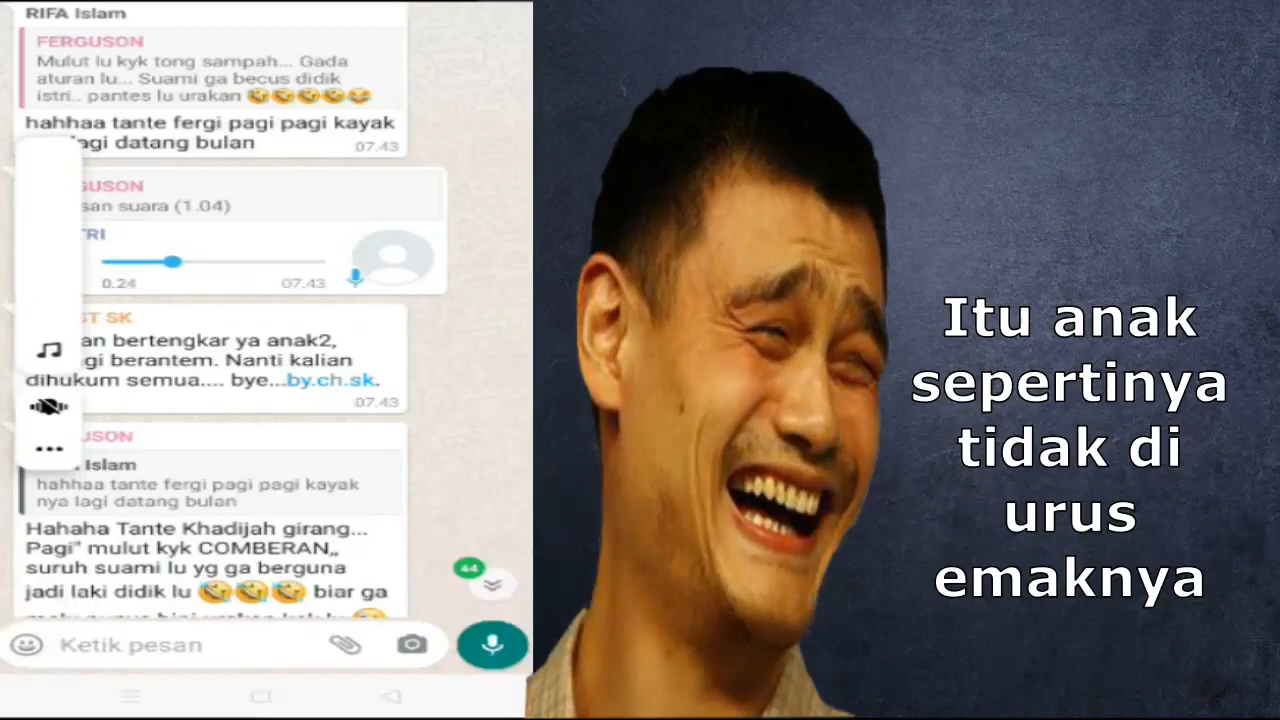 RIFA Islam
FERGUSON
Mulut lu kyk tong sampah... Gada
aturan lu... Suami ga becus didik
istri.. pantes lu urakan 🤣🤣🤣🤣😂
hahhaa tante fergi pagi pagi kayak
lagi datang bulan
07.43
GUSON
san suara (1.04)
TRI
0.24
07.43
ST SK
an bertengkar ya anak2,
gi berantem. Nanti kalian
dihukum semua.... bye...by.ch.sk.
07.43
USON
Islam
hahhaa tante fergi pagi pagi kayak
nya lagi datang bulan
Hahaha Tante Khadijah girang...
Pagi" mulut kyk COMBERAN,,
suruh suami lu yg ga berguna
jadi laki didik lu 🤣🤣🤣 biar ga
44
Ketik pesan
Itu anak
sepertinya
tidak di
urus
emaknya